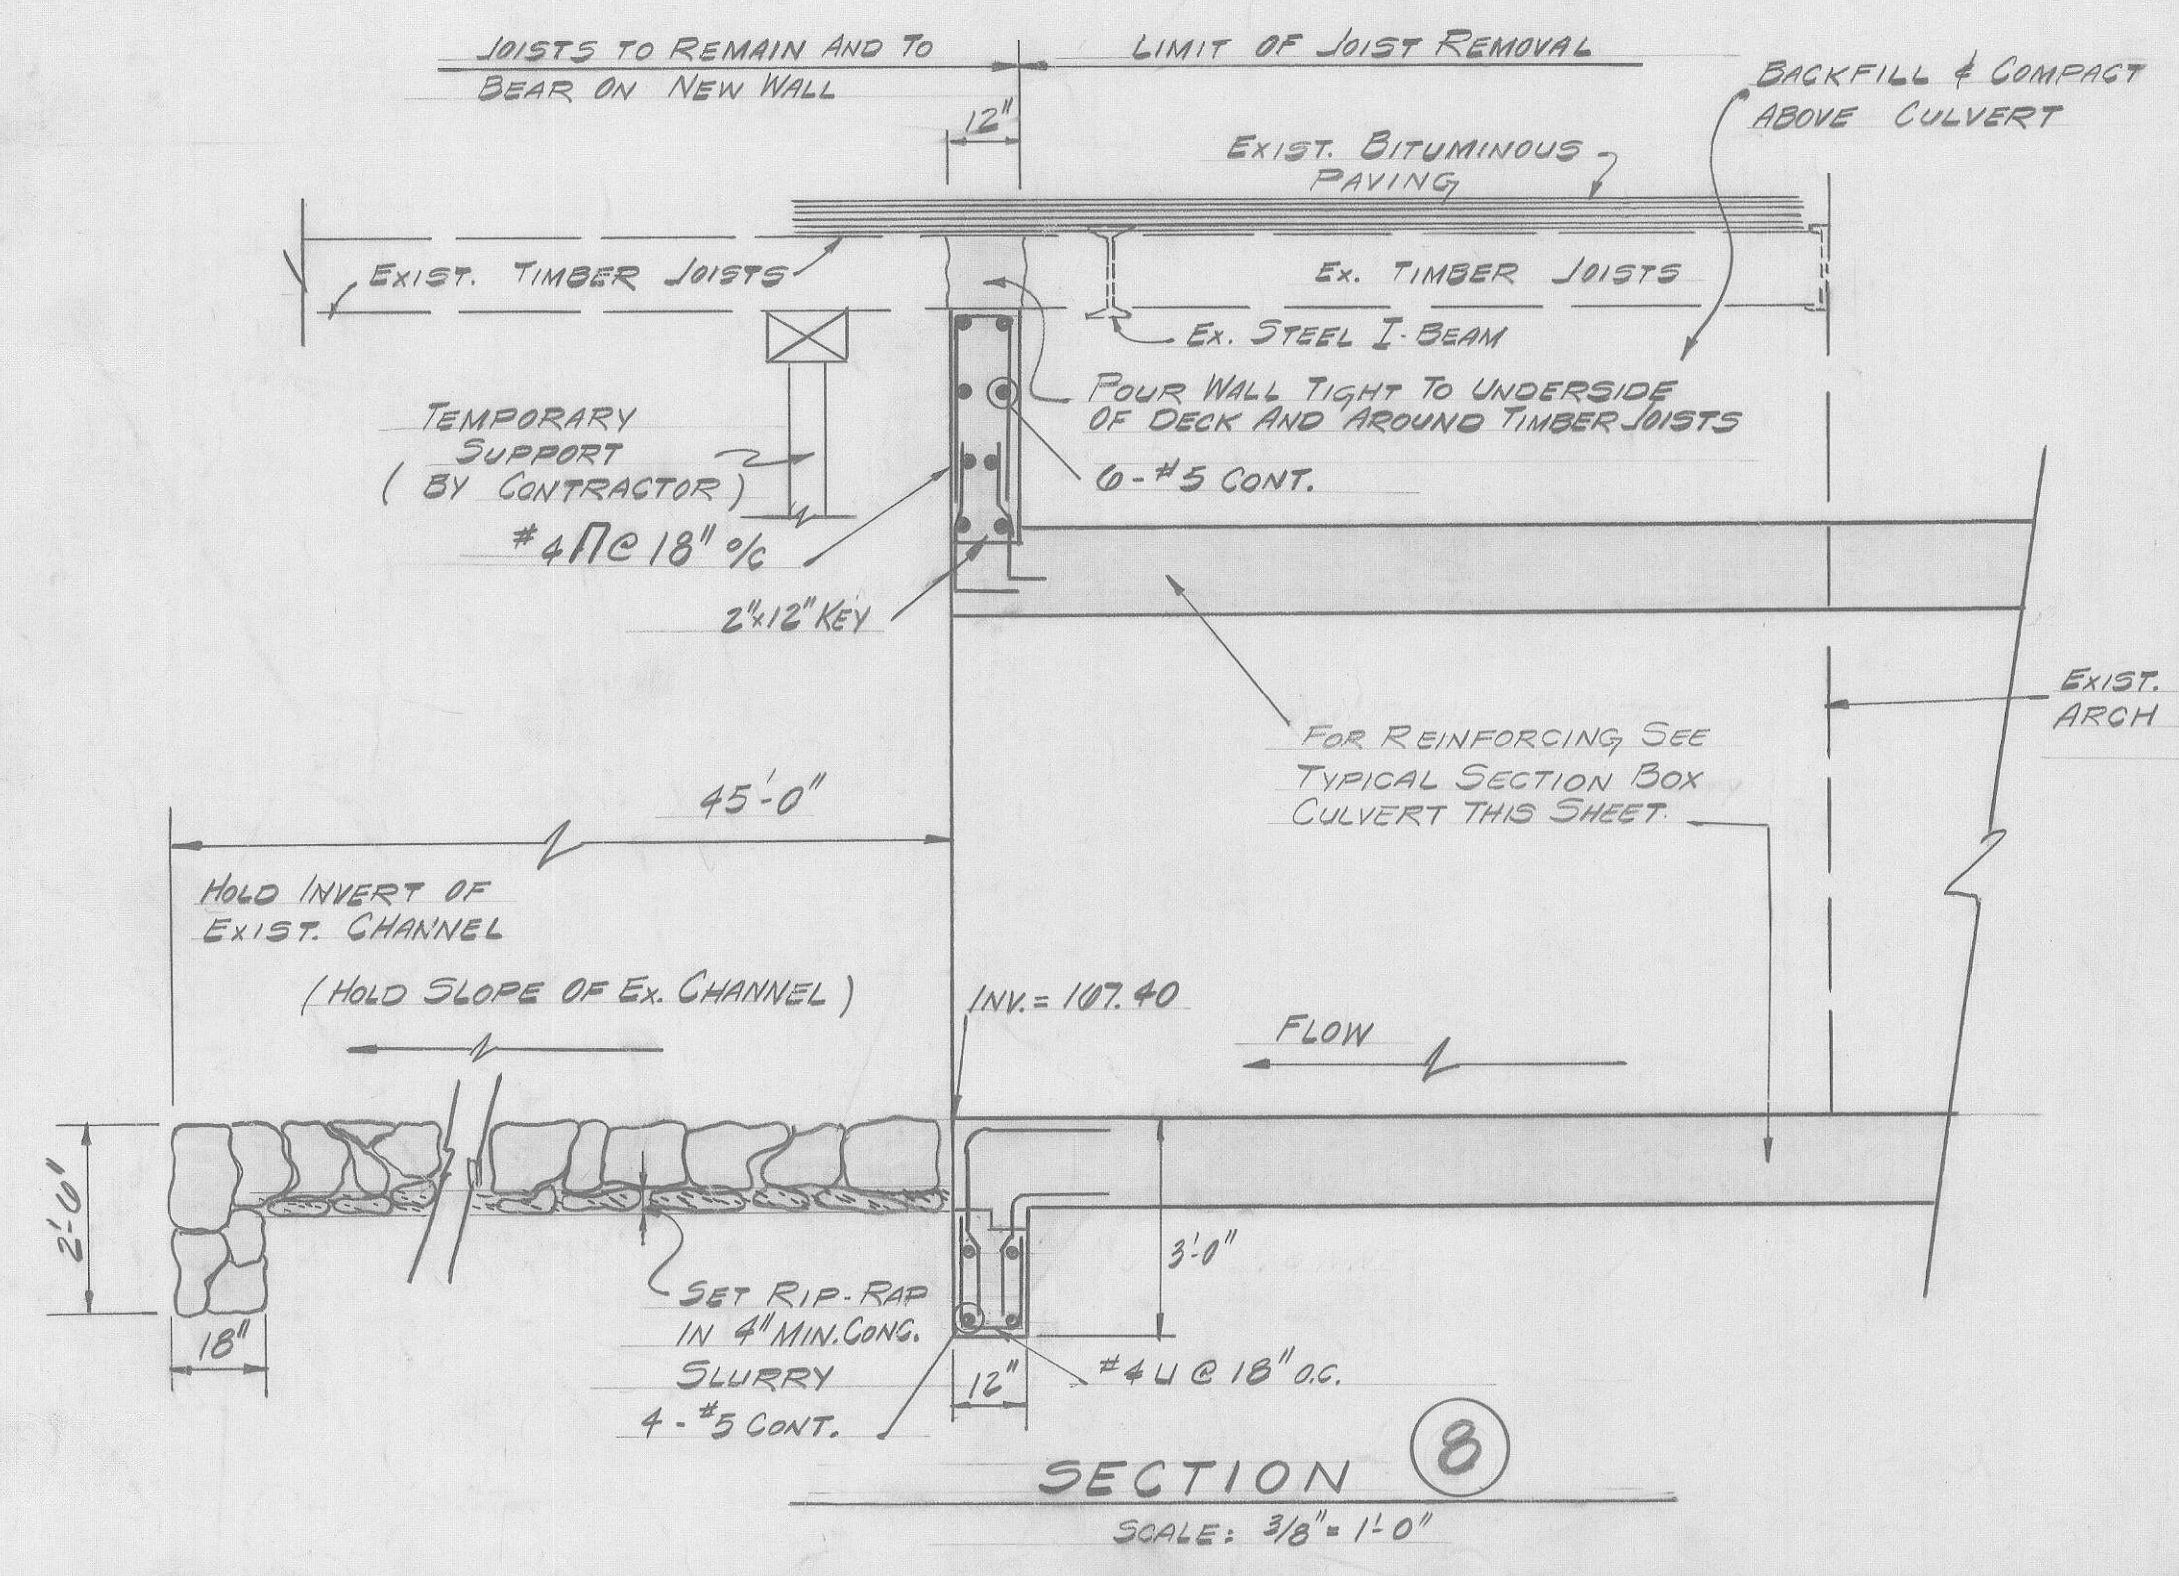 JOISTS TO REMAIN AND TO
BEAR ON NEW WALL
LIMIT OF JOIST REMOVAL
BACKFILL & COMPACT
ABOVE CULVERT
12"
EXIST. BITUMINOUS
PAVING
EXIST. TIMBER JOISTS
EX. TIMBER JOISTS
EX. STEEL I-BEAM
POUR WALL TIGHT TO UNDERSIDE
OF DECK AND AROUND TIMBER JOISTS
TEMPORARY
SUPPORT
(BY CONTRACTOR)
6-#5 CONT.
#4 ⊓ @ 18" o/c
2"x12" KEY
EXIST.
ARCH
FOR REINFORCING SEE
TYPICAL SECTION BOX
CULVERT THIS SHEET.
45'-0"
HOLD INVERT OF
EXIST. CHANNEL
(HOLD SLOPE OF EX. CHANNEL)
INV. = 107.40
FLOW
2'-6"
3'-0"
SET RIP-RAP
IN 4" MIN. CONC.
SLURRY
18"
12"
#4 U @ 18" O.C.
4-#5 CONT.
SECTION 8
SCALE: 3/8" = 1'-0"